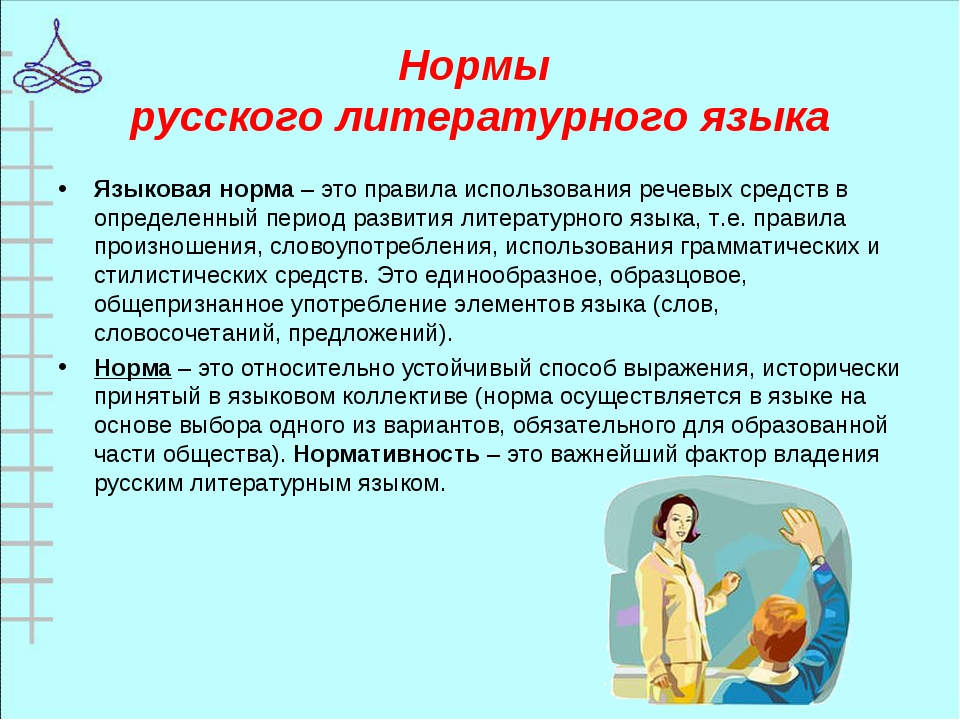 Нормы
русского литературного языка
• Языковая норма – это правила использования речевых средств в
определенный период развития литературного языка, т.е. правила
произношения, словоупотребления, использования грамматических и
стилистических средств. Это единообразное, образцовое,
общепризнанное употребление элементов языка (слов,
словосочетаний, предложений).
• Норма – это относительно устойчивый способ выражения, исторически
принятый в языковом коллективе (норма осуществляется в языке на
основе выбора одного из вариантов, обязательного для образованной
части общества). Нормативность – это важнейший фактор владения
русским литературным языком.